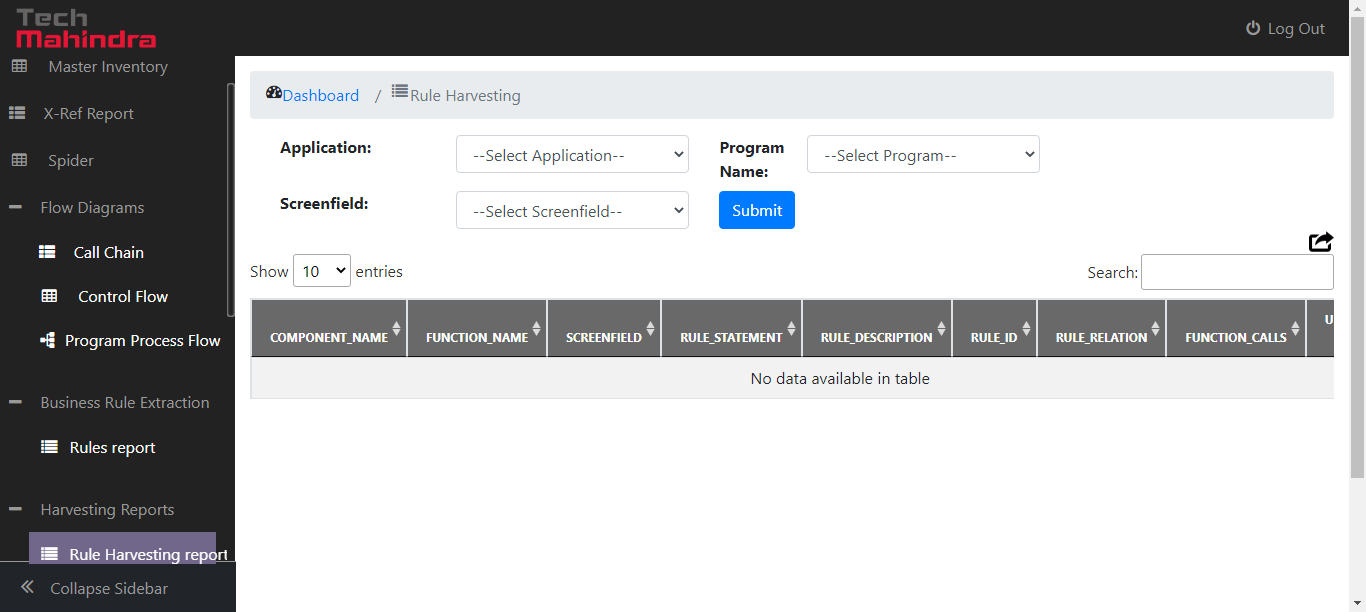 Tech
Mahindra
Log Out
Master Inventory
X-Ref Report
Spider
Flow Diagrams
Call Chain
Control Flow
Program Process Flow
Business Rule Extraction
Rules report
Harvesting Reports
Rule Harvesting report
Collapse Sidebar
Dashboard / Rule Harvesting
Application: --Select Application-- Program Name: --Select Program--
Screenfield: --Select Screenfield-- Submit
Show 10 entries Search:
COMPONENT_NAME FUNCTION_NAME SCREENFIELD RULE_STATEMENT RULE_DESCRIPTION RULE_ID RULE_RELATION FUNCTION_CALLS U
No data available in table